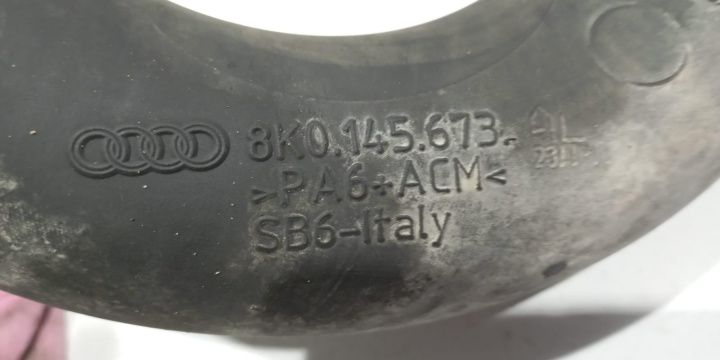 8K0.145.673.
>PA6+ACM<
SB6-Italy